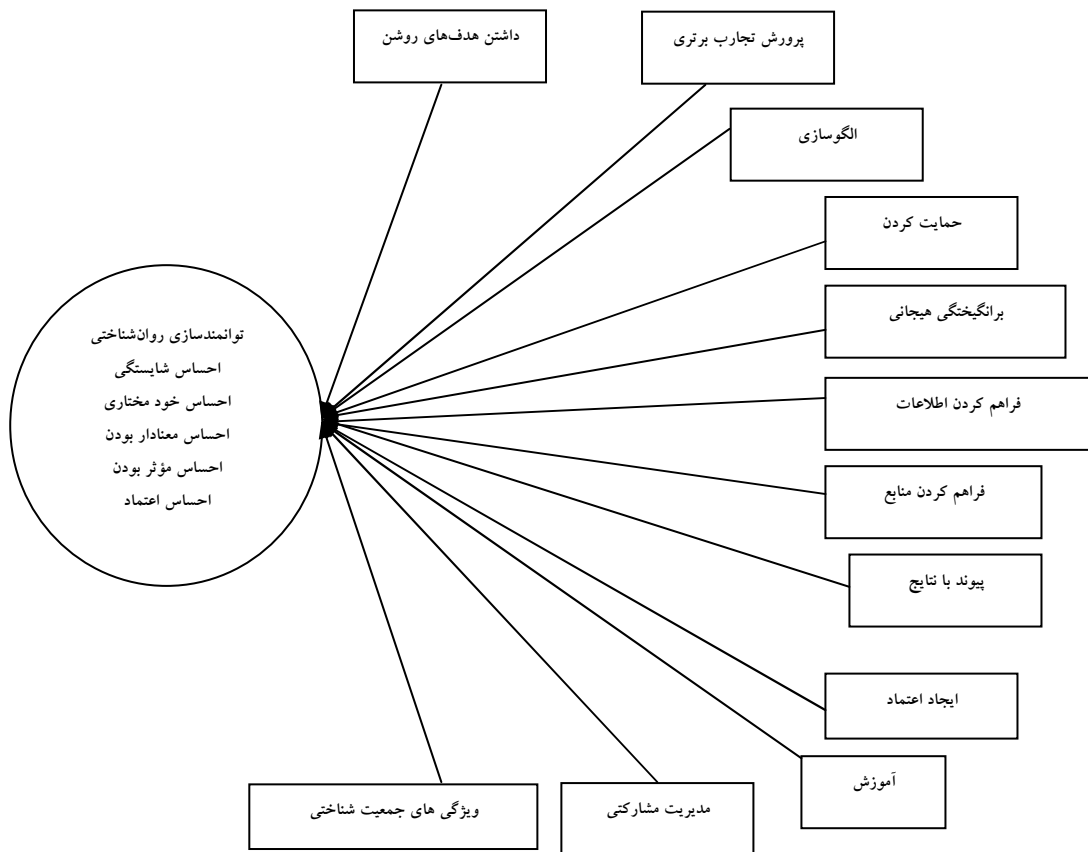 داشتن هدف‌های روشن
پرورش تجارب برتری
الگوسازی
حمایت کردن
برانگیختگی هیجانی
فراهم کردن اطلاعات
فراهم کردن منابع
پیوند با نتایج
ایجاد اعتماد
آموزش
مدیریت مشارکتی
ویژگی های جمعیت شناختی
توانمندسازی روان‌شناختی
احساس شایستگی
احساس خود مختاری
احساس معنادار بودن
احساس مؤثر بودن
احساس اعتماد